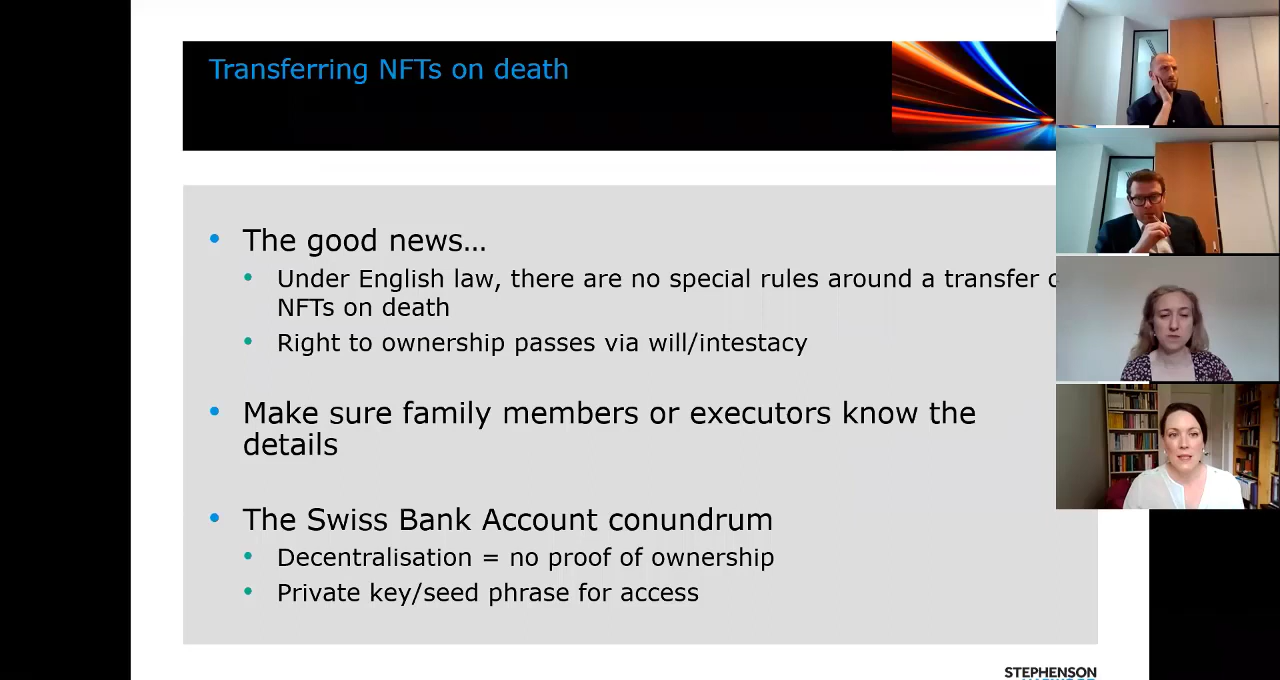 Transferring NFTs on death
• The good news...
• Under English law, there are no special rules around a transfer
NFTs on death
• Right to ownership passes via will/intestacy
• Make sure family members or executors know the
details
• The Swiss Bank Account conundrum
• Decentralisation = no proof of ownership
• Private key/seed phrase for access
STEPHENSON